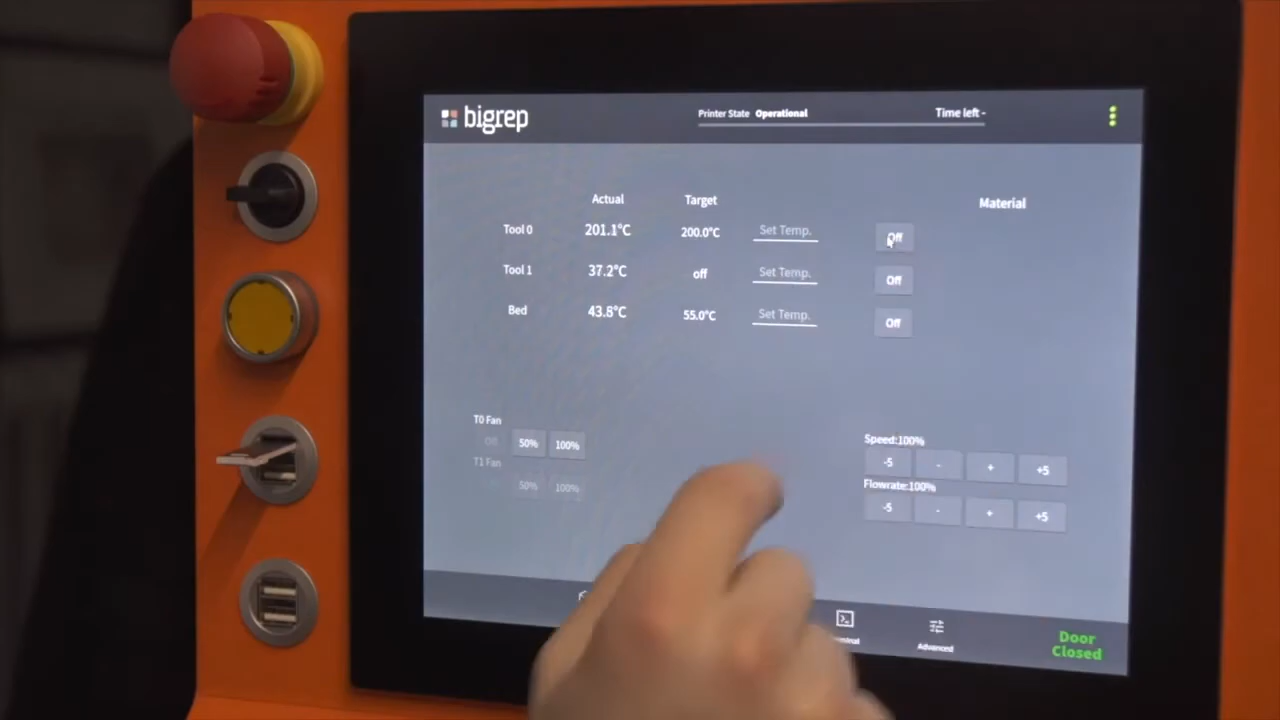 bigrep
Printer State Operational
Time left -
Actual Target Material
Tool 0 201.1°C 200.0°C Set Temp. Off
Tool 1 37.2°C off Set Temp. Off
Bed 43.8°C 55.0°C Set Temp. Off
T0 Fan
Off 50% 100%
T1 Fan
50% 100%
Speed:100%
-5 - + +5
Flowrate:100%
-5 - + +5
Advanced
Door
Closed